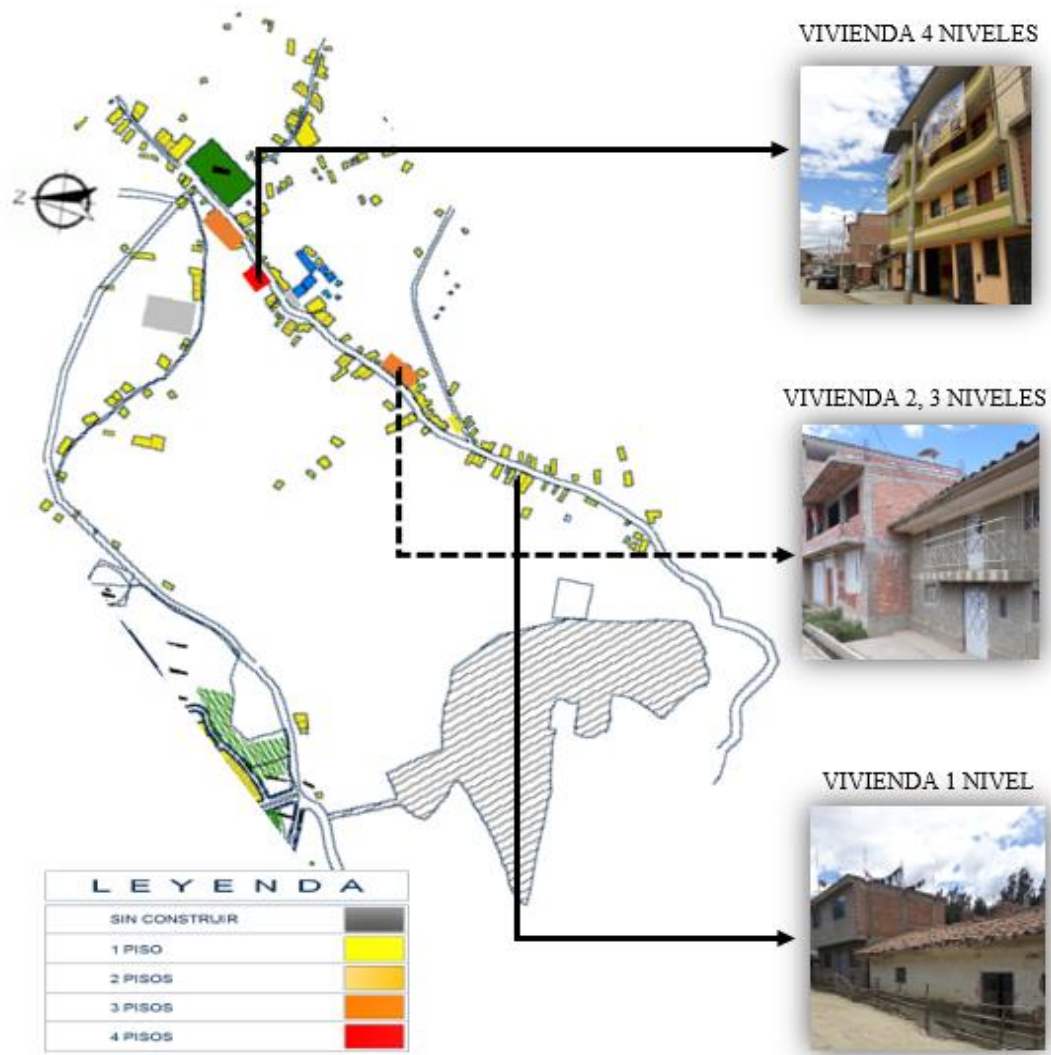 VIVIENDA 4 NIVELES
Z
VIVIENDA 2, 3 NIVELES
VIVIENDA 1 NIVEL
LEYENDA
SIN CONSTRUIR
1 PISO
2 PISOS
3 PISOS
4 PISOS